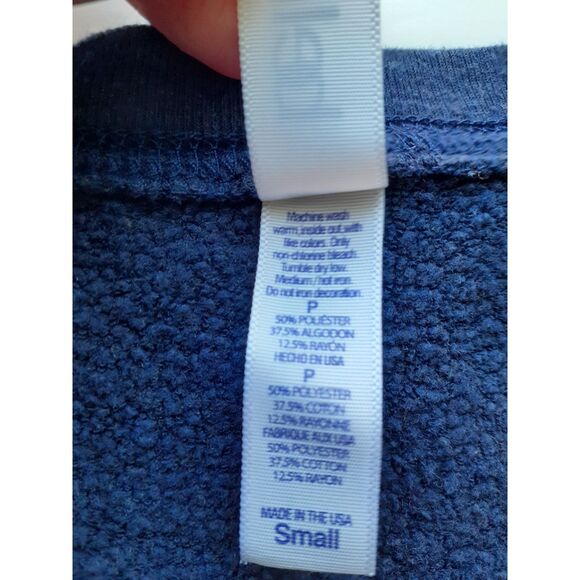 Machine wash
warm, inside out with
like colors. Only
non-chlorine bleach.
Tumble dry low.
Medium / hot iron.
Do not iron decoration.
P
50% POLIÉSTER
37.5% ALGODON
12.5% RAYÓN
HECHO EN USA
P
50% POLYESTER
37.5% COTON
12.5% RAYONNE
FABRIQUE AUX USA
50% POLYESTER
37.5% COTTON
12.5% RAYON
MADE IN THE USA
Small